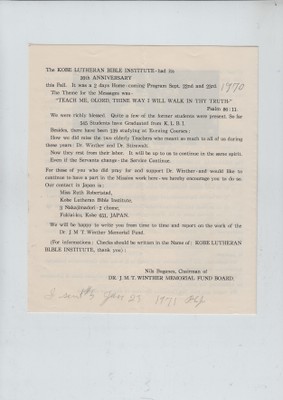 The KOBE LUTHERAN BIBLE INSTITUTE - had its
20th ANNIVERSARY
this Fall. It was a 2 days Home-coming Program Sept. 22nd and 23rd. 1970
The Theme for the Messages was-
"TEACH ME, OLORD, THINE WAY I WILL WALK IN THY TRUTH"
Psalm 86:11.
We were richly blessed. Quite a few of the former students were present. So far
345 Students have Graduated from K. L. B. I.
Besides, there have been 339 studying at Evening Courses:
How we did miss the two elderly Teachers who meant so much to all of us during
these years: Dr. Winther and Dr. Stirewalt.
Now they rest from their labor. It will be up to us to continue in the same spirit.
Even if the Servants change - the Service Continue.
For those of you who did pray for and support Dr. Winther - and would like to
continue to have a part in the Mission work here - we hereby encourage you to do so.
Our contact in Japan is:
Miss Ruth Robertstad,
Kobe Lutheran Bible Institute,
3 Nakajimadori - 2 chome,
Fukiai-ku, Kobe 651, JAPAN.
We will be happy to write you from time to time and report on the work of the
Dr. J M T Winther Memorial Fund.
(For informations: Checks should be written in the Name of: KOBE LUTHERAN
BIBLE INSTITUTE, thank you):
Nils Bogones, Chairman of
DR. J. M. T. WINTHER MEMORIAL FUND BOARD.
I sent $ Jan 25 1971